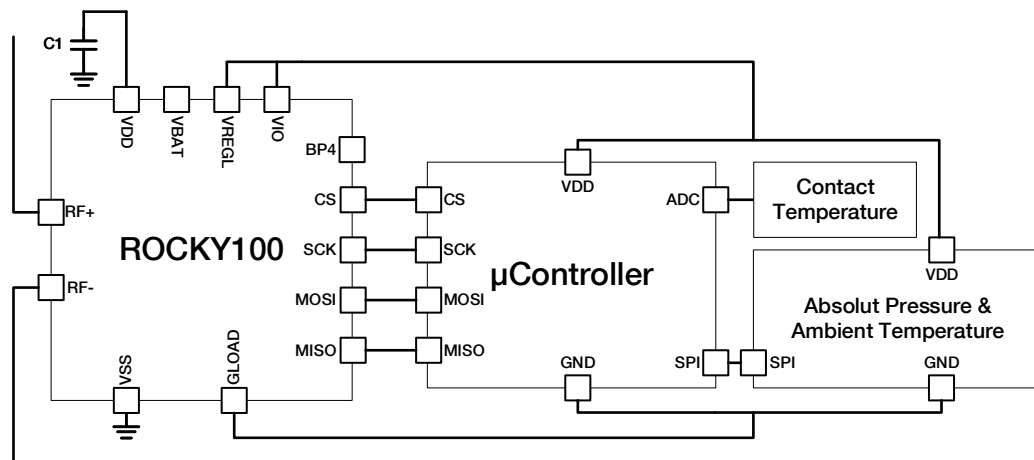 C1
VDD
VBAT
VREGL
VIO
BP4
CS
SCK
MOSI
MISO
RF+
RF-
ROCKY100
VSS
GLOAD
VDD
CS
SCK
MOSI
MISO
µController
ADC
SPI
GND
Contact
Temperature
VDD
Absolut Pressure &
Ambient Temperature
SPI
GND